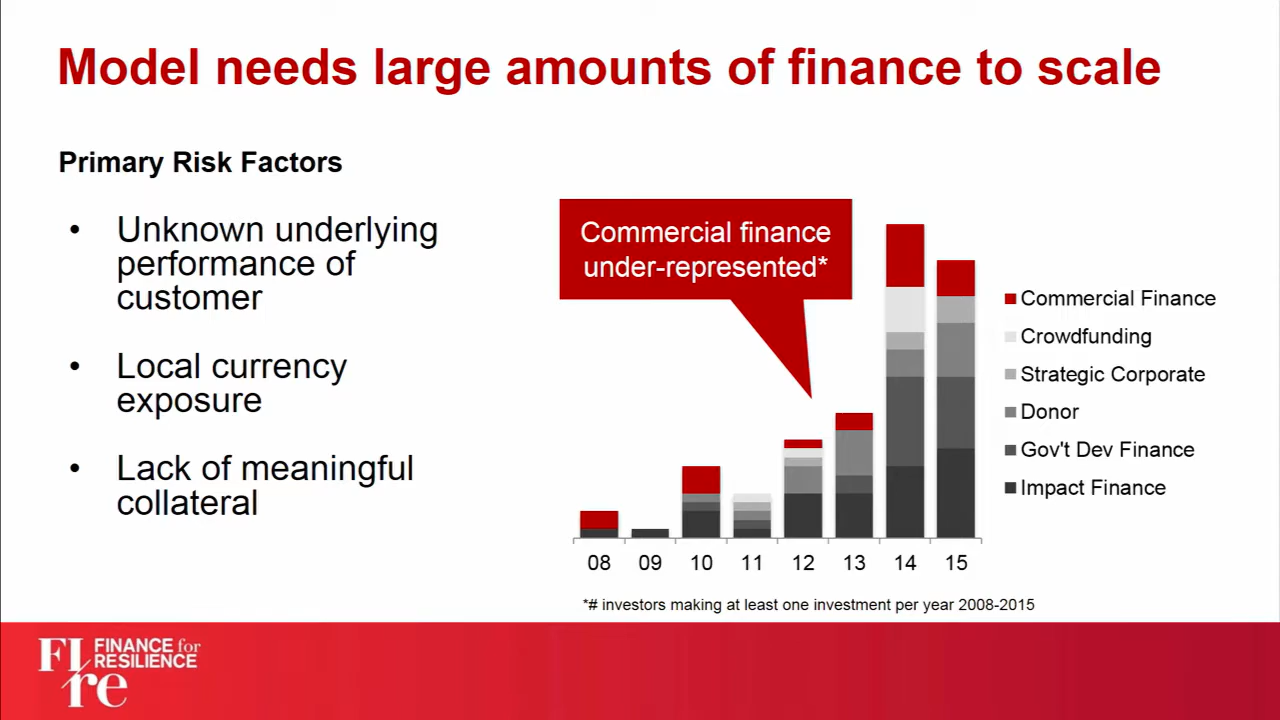 Model needs large amounts of finance to scale
Primary Risk Factors
• Unknown underlying
performance of
customer
• Local currency
exposure
• Lack of meaningful
collateral
Commercial finance
under-represented*
Commercial Finance
Crowdfunding
Strategic Corporate
Donor
Gov't Dev Finance
Impact Finance
08 09 10 11 12 13 14 15
*# investors making at least one investment per year 2008-2015
FIre
FINANCE for
RESILIENCE